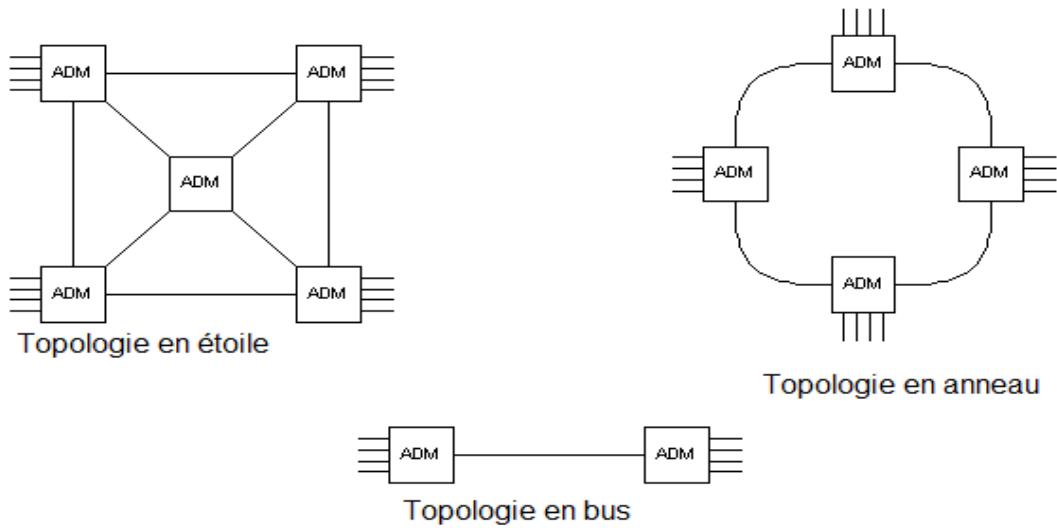 ADM ADM
ADM
ADM ADM
Topologie en étoile
ADM
ADM ADM
ADM
Topologie en anneau
ADM ADM
Topologie en bus